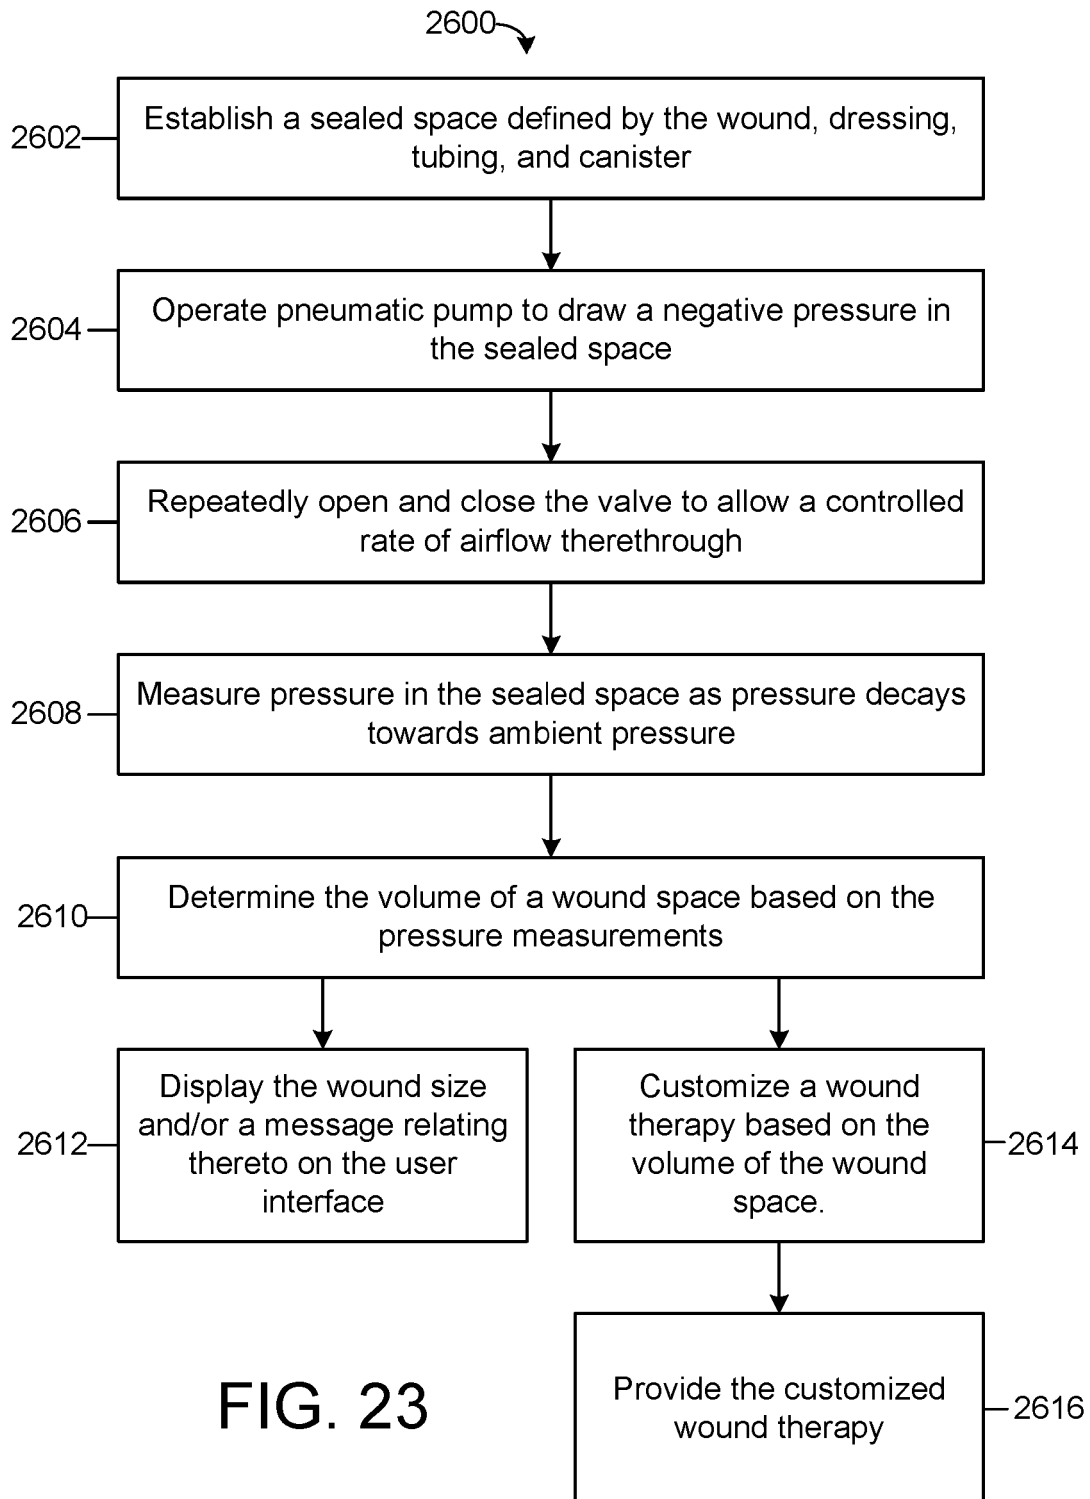 2600
2602
Establish a sealed space defined by the wound, dressing,
tubing, and canister
2604
Operate pneumatic pump to draw a negative pressure in
the sealed space
2606
Repeatedly open and close the valve to allow a controlled
rate of airflow therethrough
2608
Measure pressure in the sealed space as pressure decays
towards ambient pressure
2610
Determine the volume of a wound space based on the
pressure measurements
2612
Display the wound size
and/or a message relating
thereto on the user
interface
Customize a wound
therapy based on the
volume of the wound
space.
2614
Provide the customized
wound therapy
2616
FIG. 23